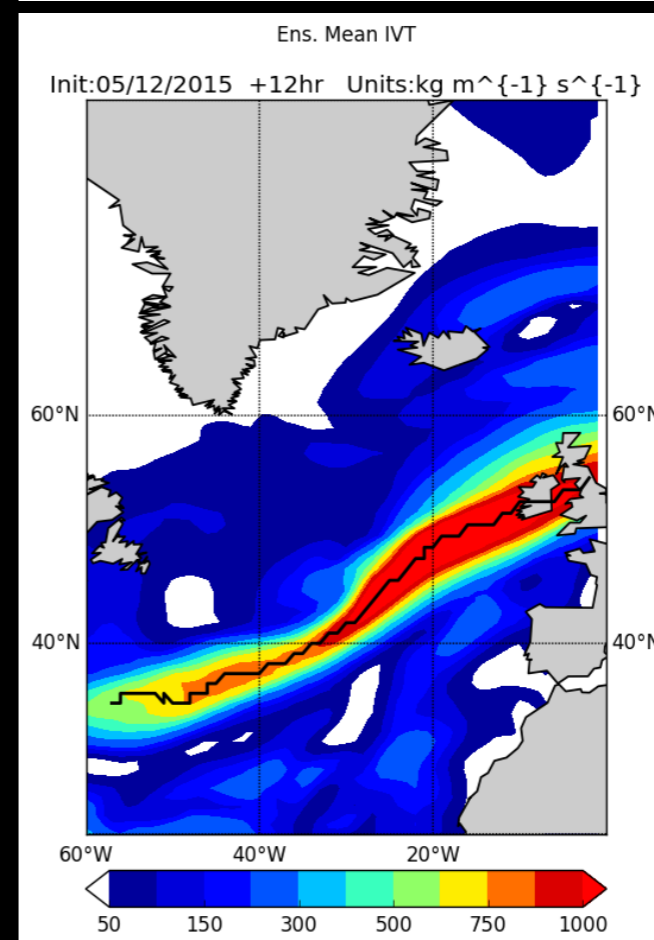 Ens. Mean IVT
Init:05/12/2015 +12hr Units:kg m^{-1} s^{-1}
60°N 60°N
40°N 40°N
60°W 40°W 20°W
50 150 300 500 750 1000